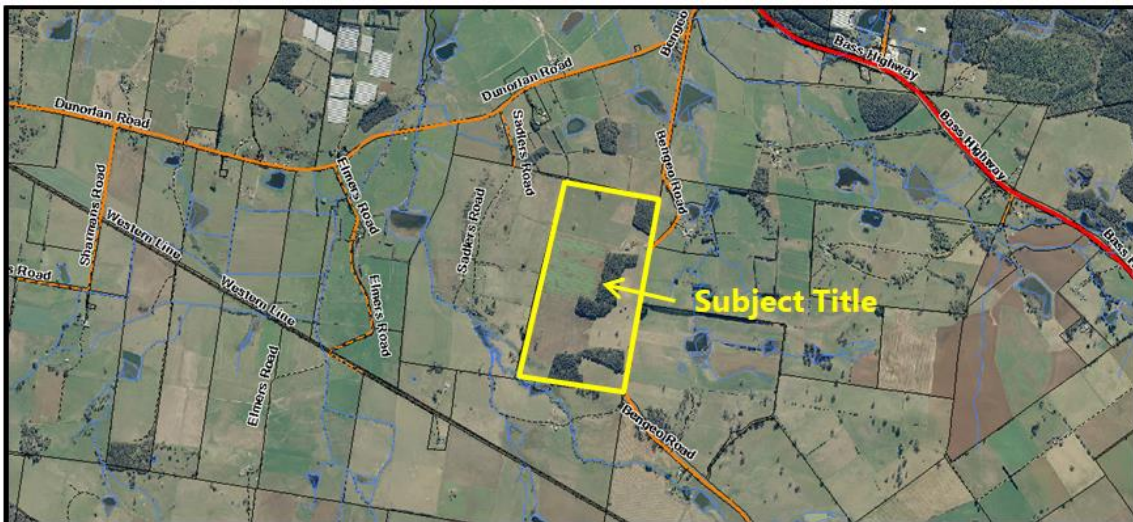 Bass Highway
Bengeo
Dunorlan Road
Dunorlan Road
Sadlers Road
Bass Highway
Elmers Road
Bengeo Road
Sharmans Road
Sadlers Road
Western Line
Bass
s Road
Western Line
Elmers Road
Subject Title
Elmers Road
Bengeo Road